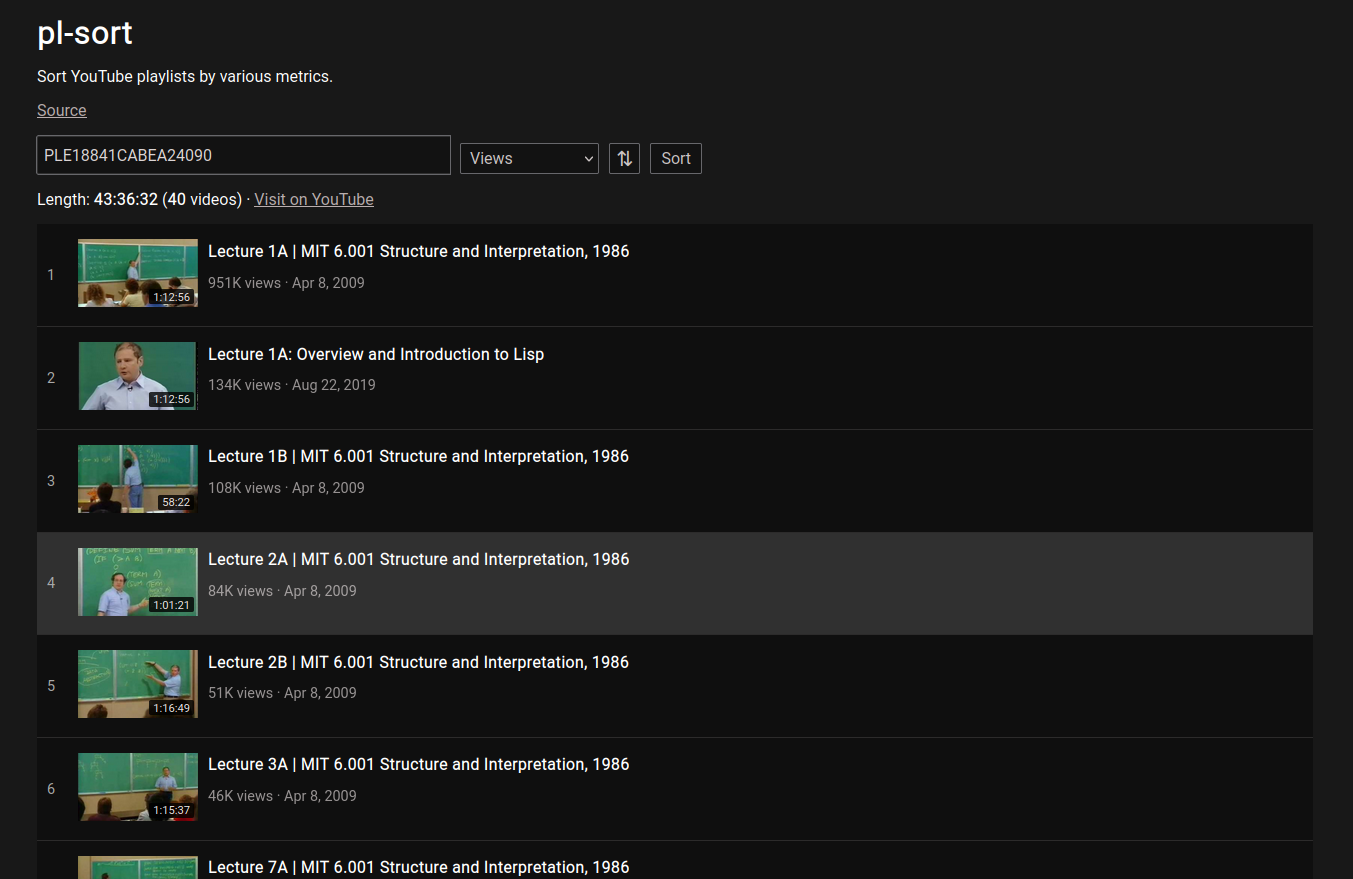 pl-sort
Sort YouTube playlists by various metrics.
Source
PLE18841CABEA24090
Views
Sort
Length: 43:36:32 (40 videos) · Visit on YouTube
1
1:12:56
Lecture 1A | MIT 6.001 Structure and Interpretation, 1986
951K views · Apr 8, 2009
2
1:12:56
Lecture 1A: Overview and Introduction to Lisp
134K views · Aug 22, 2019
3
58:22
Lecture 1B | MIT 6.001 Structure and Interpretation, 1986
108K views · Apr 8, 2009
4
1:01:21
Lecture 2A | MIT 6.001 Structure and Interpretation, 1986
84K views · Apr 8, 2009
5
1:16:49
Lecture 2B | MIT 6.001 Structure and Interpretation, 1986
51K views · Apr 8, 2009
6
1:15:37
Lecture 3A | MIT 6.001 Structure and Interpretation, 1986
46K views · Apr 8, 2009
Lecture 7A | MIT 6.001 Structure and Interpretation, 1986